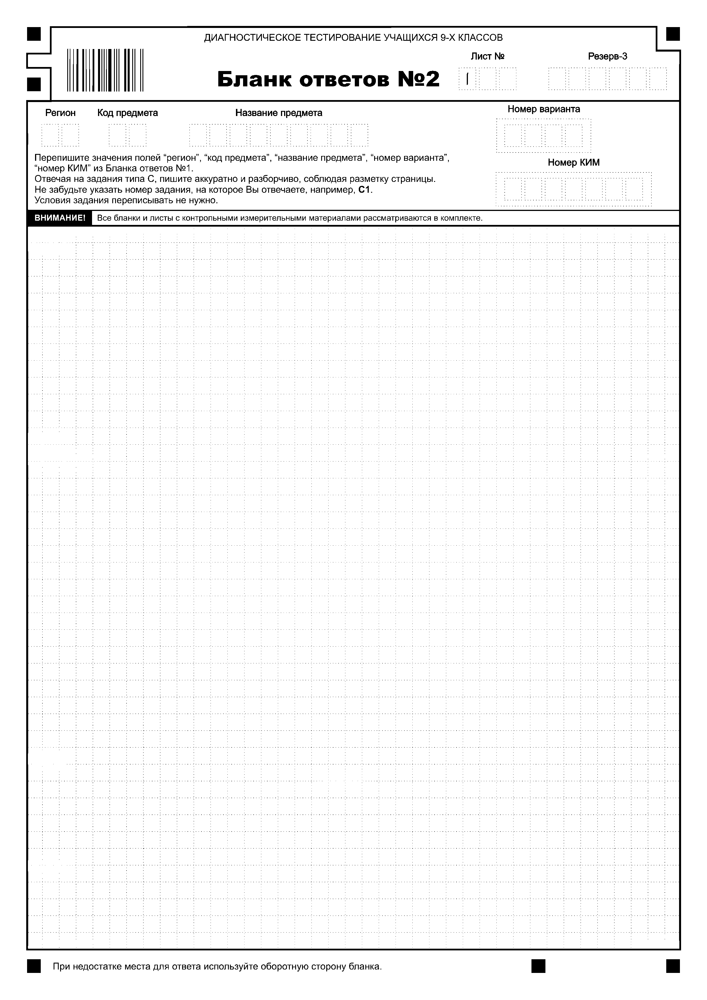 ДИАГНОСТИЧЕСКОЕ ТЕСТИРОВАНИЕ УЧАЩИХСЯ 9-Х КЛАССОВ
Лист №
Резерв-3
Бланк ответов №2
1
Регион
Код предмета
Название предмета
Номер варианта
Перепишите значения полей “регион”, “код предмета”, “название предмета”, “номер варианта”,
“номер КИМ” из Бланка ответов №1.
Отвечая на задания типа С, пишите аккуратно и разборчиво, соблюдая разметку страницы.
Не забудьте указать номер задания, на которое Вы отвечаете, например, С1.
Условия задания переписывать не нужно.
Номер КИМ
ВНИМАНИЕ! Все бланки и листы с контрольными измерительными материалами рассматриваются в комплекте.
При недостатке места для ответа используйте оборотную сторону бланка.